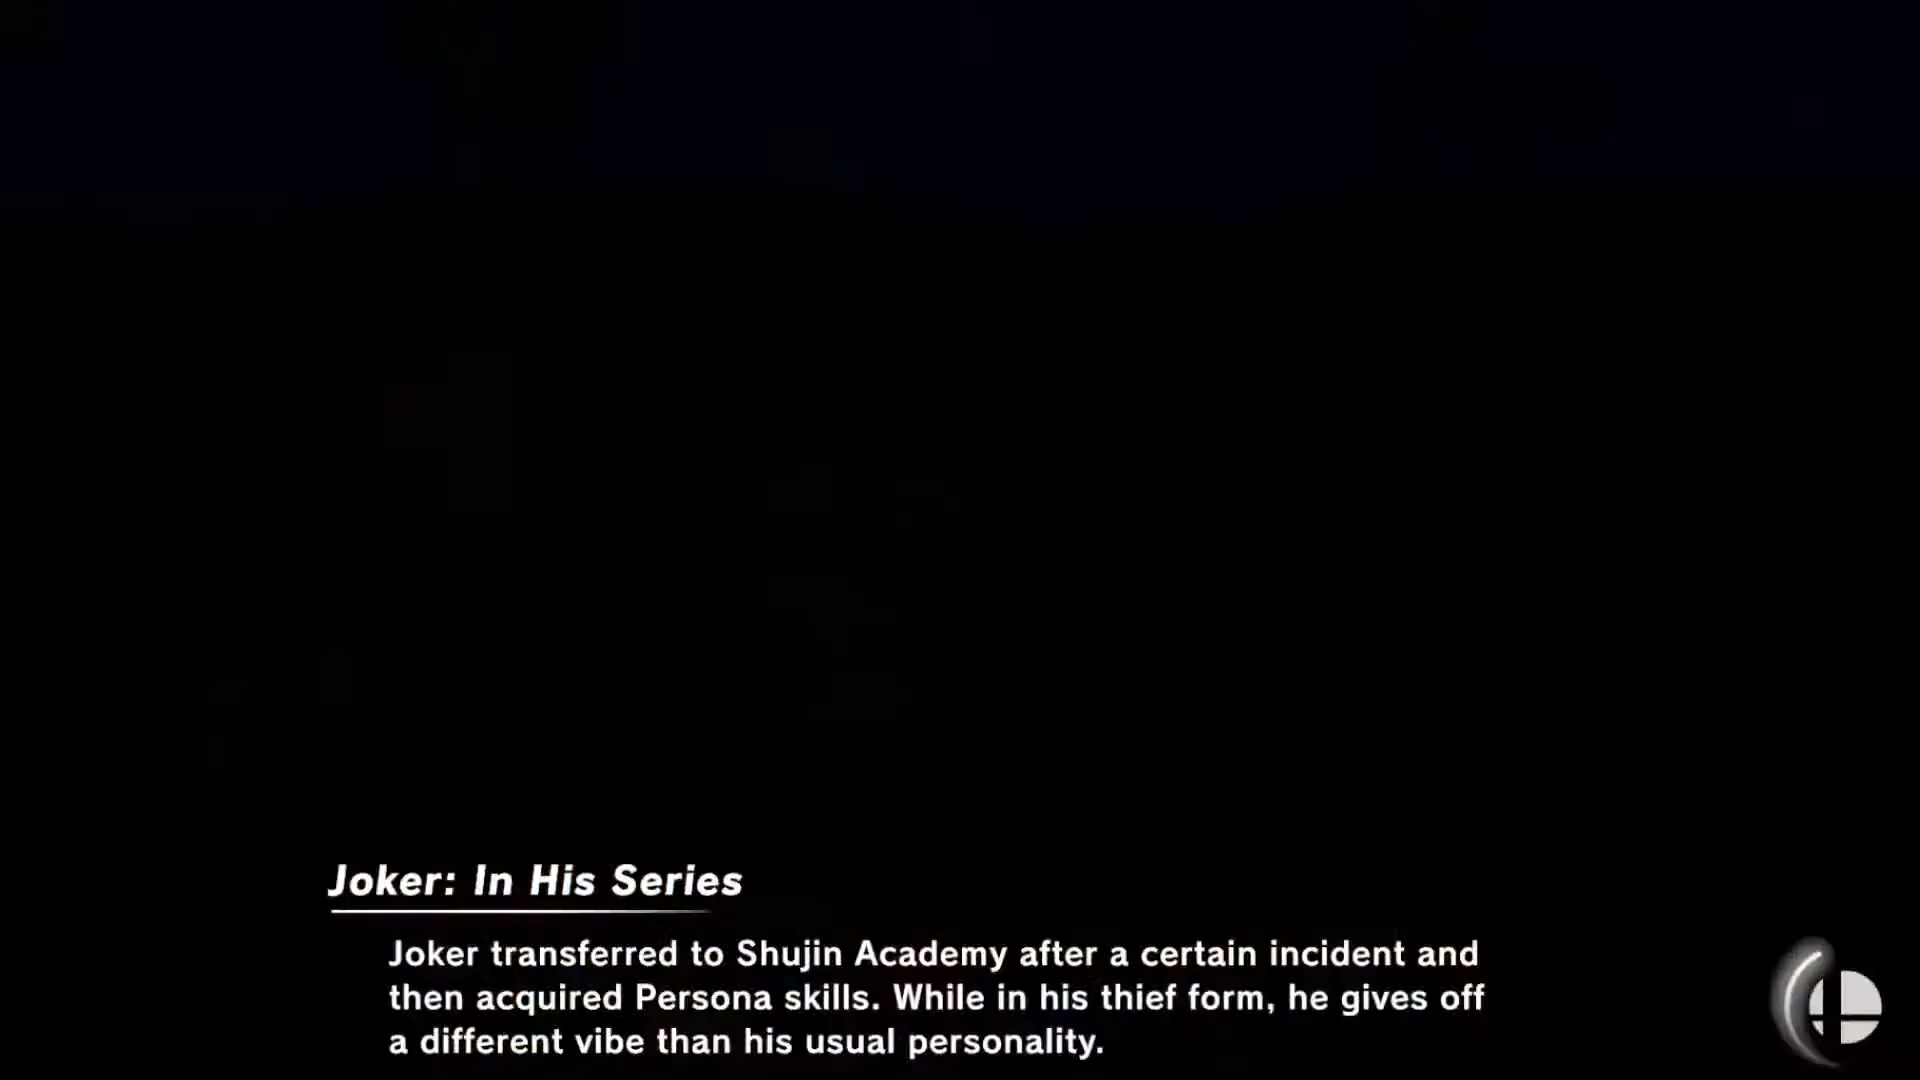 Joker: In His Series
Joker transferred to Shujin Academy after a certain incident and
then acquired Persona skills. While in his thief form, he gives off
a different vibe than his usual personality.